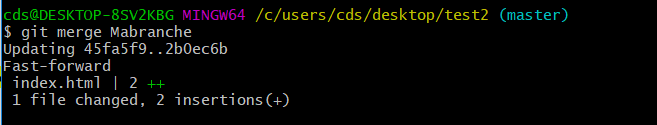 cds@DESKTOP-8SV2KBG MINGW64 /c/users/cds/desktop/test2 (master)
$ git merge Mabranche
Updating 45fa5f9..2b0ec6b
Fast-forward
 index.html | 2 ++
 1 file changed, 2 insertions(+)